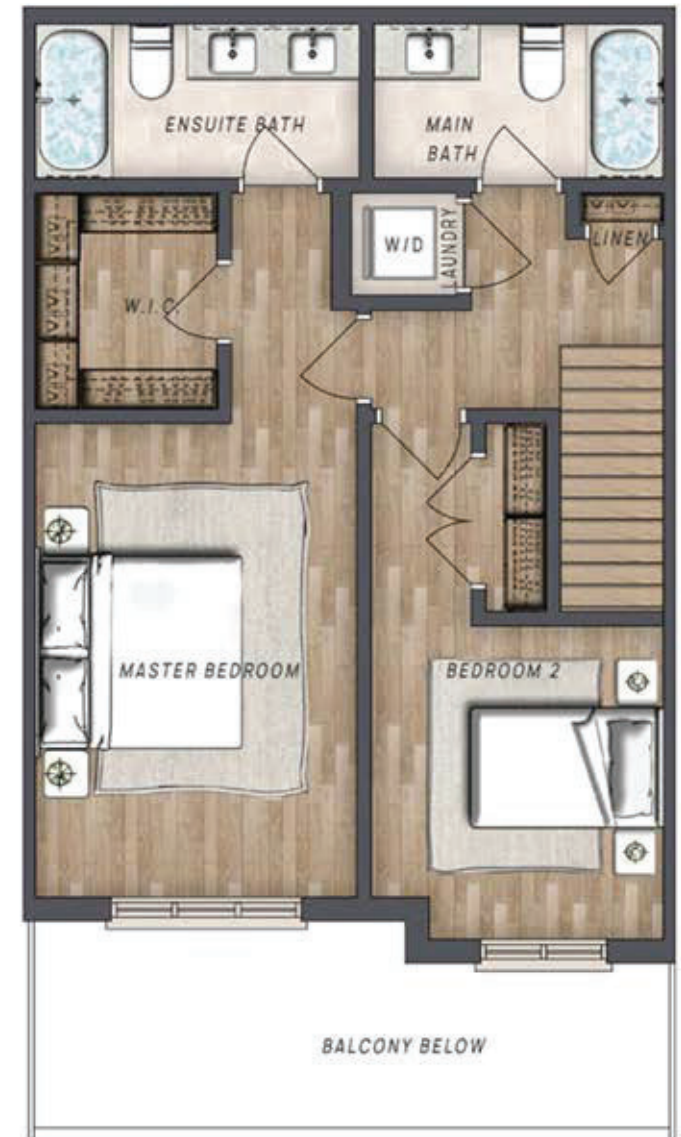 ENSUITE BATH
MAIN
BATH
W/D
LAUNDRY
LINEN
W.I.C.
MASTER BEDROOM
BEDROOM 2
BALCONY BELOW